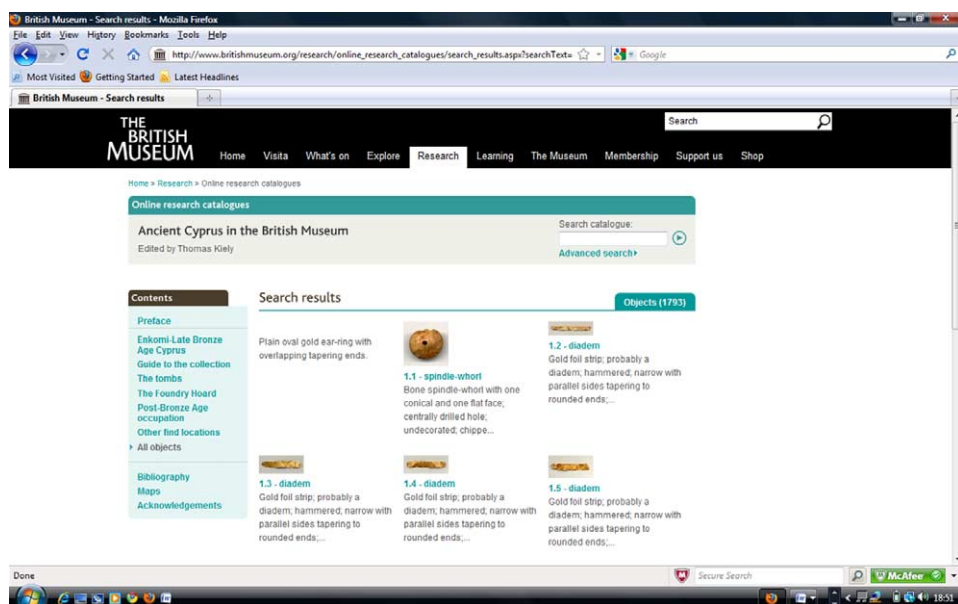 British Museum - Search results - Mozilla Firefox
File Edit View History Bookmarks Tools Help
http://www.britishmuseum.org/research/online_research_catalogues/search_results.aspx?searchText=
Google
Most Visited Getting Started Latest Headlines
British Museum - Search results
THE
BRITISH
MUSEUM
Search
Home Visita What's on Explore Research Learning The Museum Membership Support us Shop
Home » Research » Online research catalogues
Online research catalogues
Ancient Cyprus in the British Museum
Edited by Thomas Kiely
Search catalogue:
Advanced search
Contents
Preface
Enkomi-Late Bronze
Age Cyprus
Guide to the collection
The tombs
The Foundry Hoard
Post-Bronze Age
occupation
Other find locations
All objects
Bibliography
Maps
Acknowledgements
Search results
Objects (1793)
Plain oval gold ear-ring with
overlapping tapering ends.
1.1 - spindle-whorl
Bone spindle-whorl with one
conical and one flat face;
centrally drilled hole;
undecorated; chippe...
1.2 - diadem
Gold foil strip; probably a
diadem; hammered; narrow with
parallel sides tapering to
rounded ends;...
1.3 - diadem
Gold foil strip; probably a
diadem; hammered; narrow with
parallel sides tapering to
rounded ends;...
1.4 - diadem
Gold foil strip; probably a
diadem; hammered; narrow with
parallel sides tapering to
rounded ends;...
1.5 - diadem
Gold foil strip; probably a
diadem; hammered; narrow with
parallel sides tapering to
rounded ends;...
Done
Secure Search
McAfee
18:51